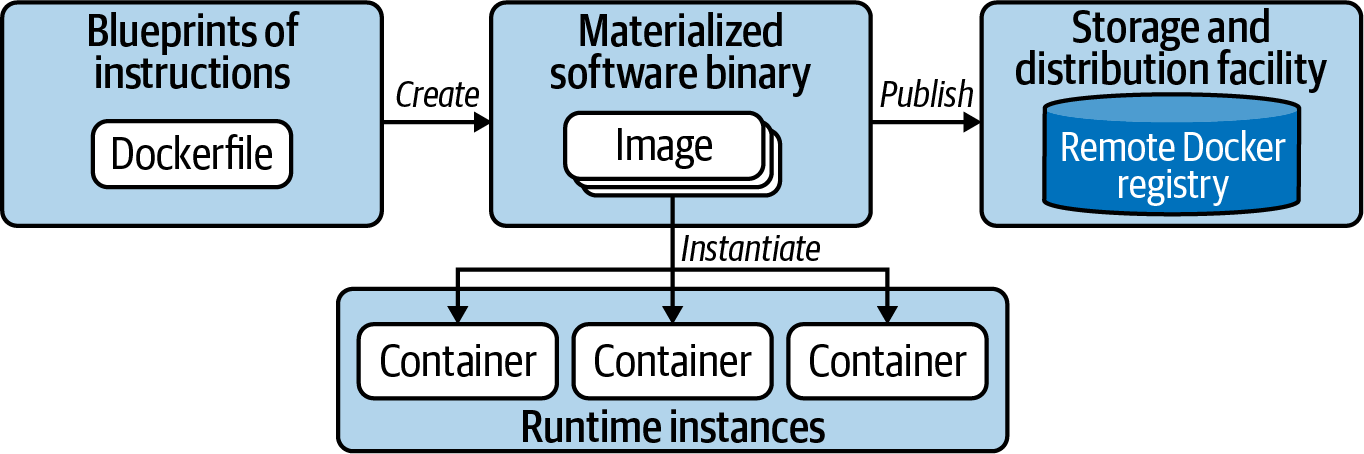 Blueprints of
instructions
Dockerfile
Create
Materialized
software binary
Image
Publish
Storage and
distribution facility
Remote Docker
registry
Instantiate
Container
Container
Container
Runtime instances